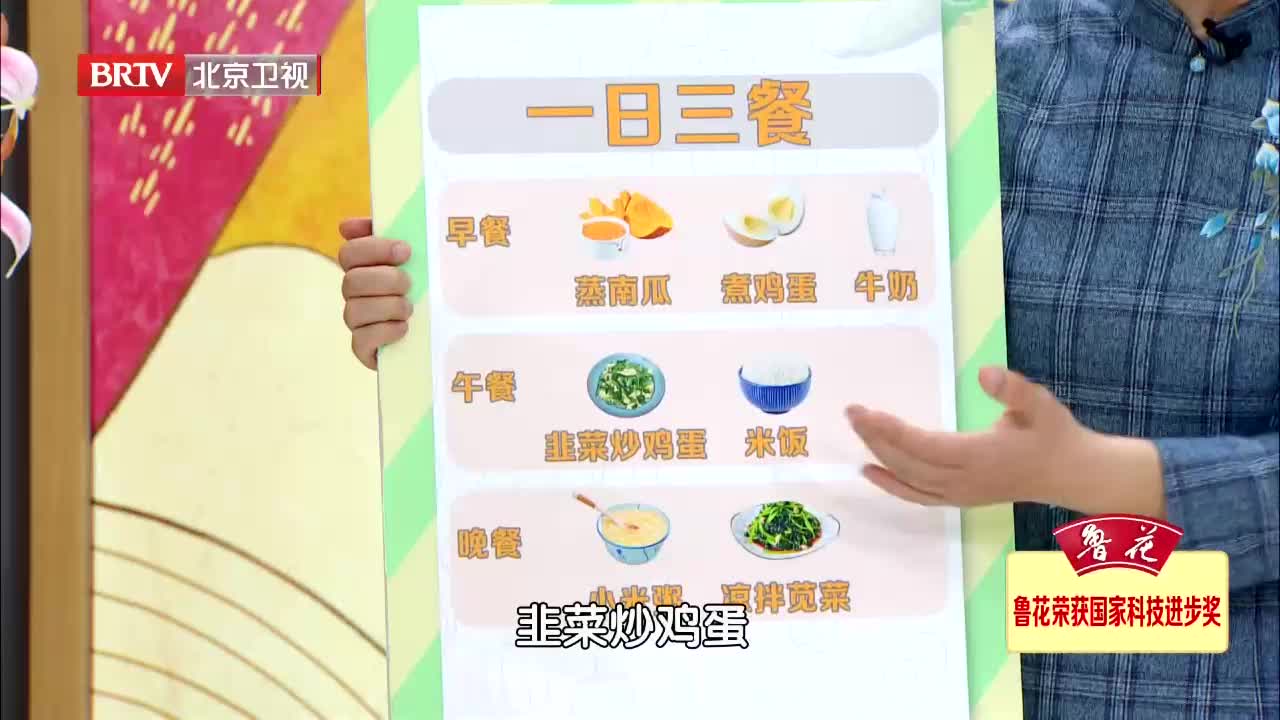 BRTV 北京卫视
一日三餐
早餐
蒸南瓜 煮鸡蛋 牛奶
午餐
韭菜炒鸡蛋 米饭
晚餐
小米粥 凉拌苋菜
韭菜炒鸡蛋
鲁花
鲁花荣获国家科技进步奖